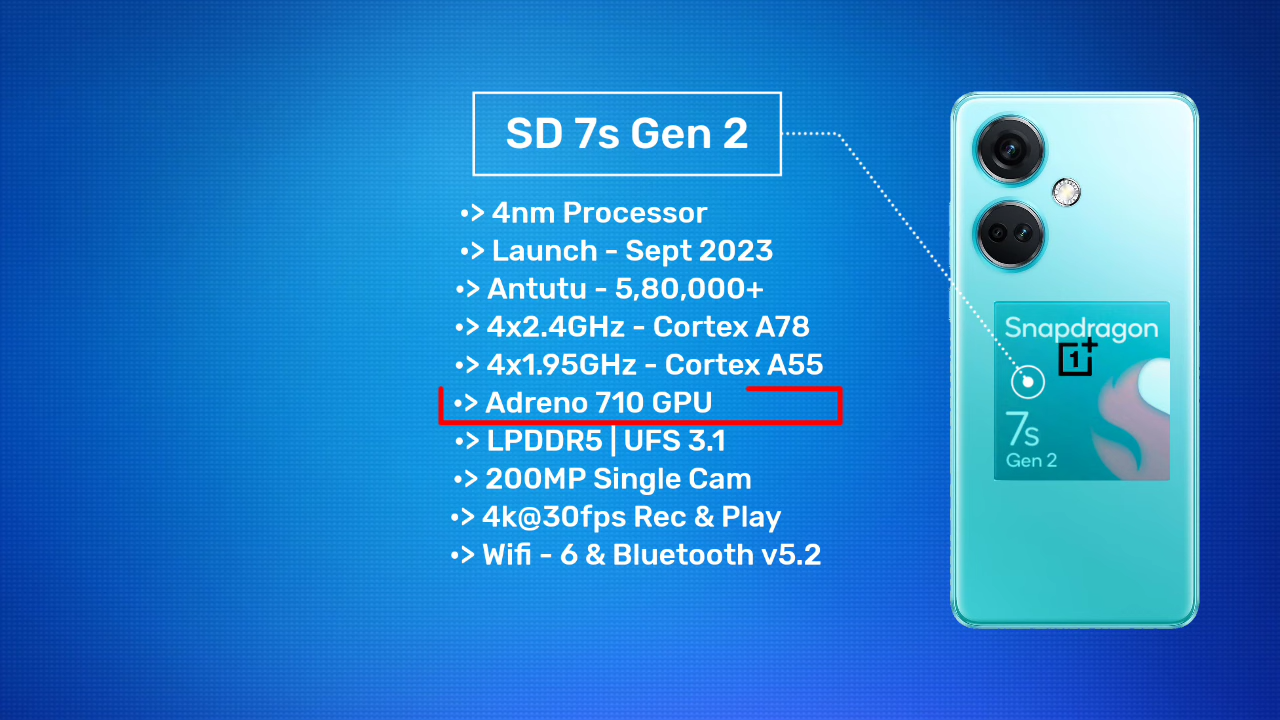 SD 7s Gen 2
•> 4nm Processor
•> Launch - Sept 2023
•> Antutu - 5,80,000+
•> 4x2.4GHz - Cortex A78
•> 4x1.95GHz - Cortex A55
•> Adreno 710 GPU
•> LPDDR5 | UFS 3.1
•> 200MP Single Cam
•> 4k@30fps Rec & Play
•> Wifi - 6 & Bluetooth v5.2
Snapdragon
1+
7s
Gen 2